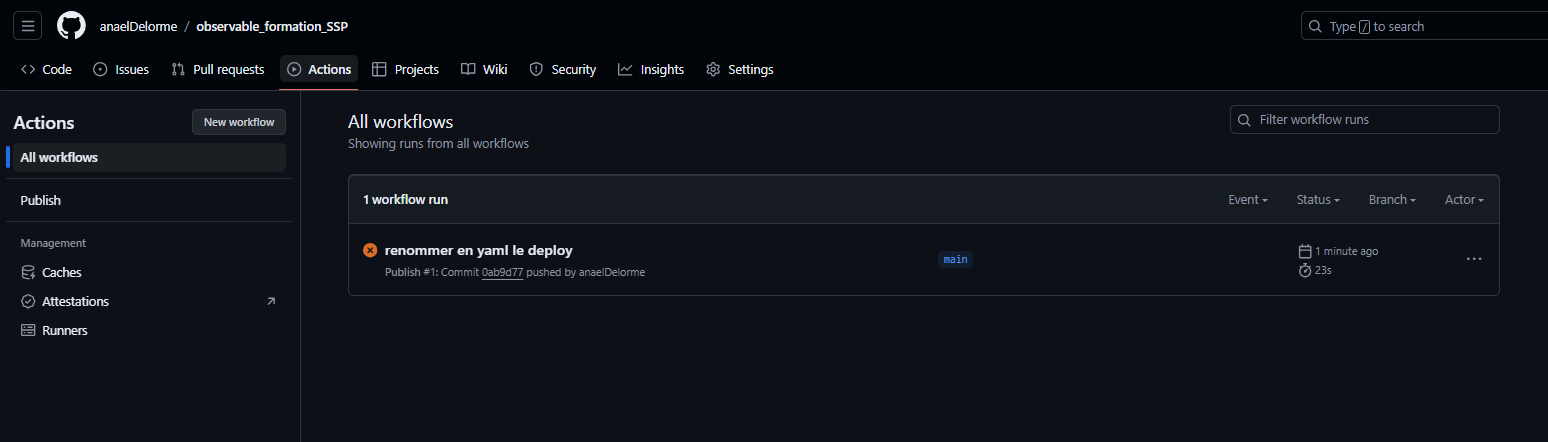 anaelDelorme / observable_formation_SSP
Type / to search
Code Issues Pull requests Actions Projects Wiki Security Insights Settings
Actions
New workflow
All workflows
Publish
Management
Caches
Attestations
Runners
All workflows
Showing runs from all workflows
Filter workflow runs
1 workflow run
Event Status Branch Actor
renommer en yaml le deploy
Publish #1: Commit 0ab9d77 pushed by anaelDelorme
main
1 minute ago
23s